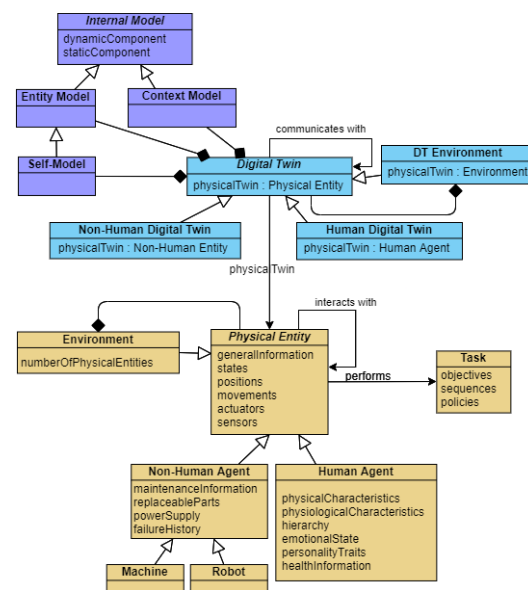 Internal Model
dynamicComponent
staticComponent
Entity Model
Context Model
communicates with
Self-Model
Digital Twin
physicalTwin : Physical Entity
DT Environment
physicalTwin : Environment
Non-Human Digital Twin
physicalTwin : Non-Human Entity
Human Digital Twin
physicalTwin : Human Agent
physicalTwin
interacts with
Environment
numberOfPhysicalEntities
Physical Entity
generalInformation
states
positions
movements
actuators
sensors
performs
Task
objectives
sequences
policies
Non-Human Agent
maintenanceInformation
replaceableParts
powerSupply
failureHistory
Human Agent
physicalCharacteristics
physiologicalCharacteristics
hierarchy
emotionalState
personalityTraits
healthInformation
Machine
Robot